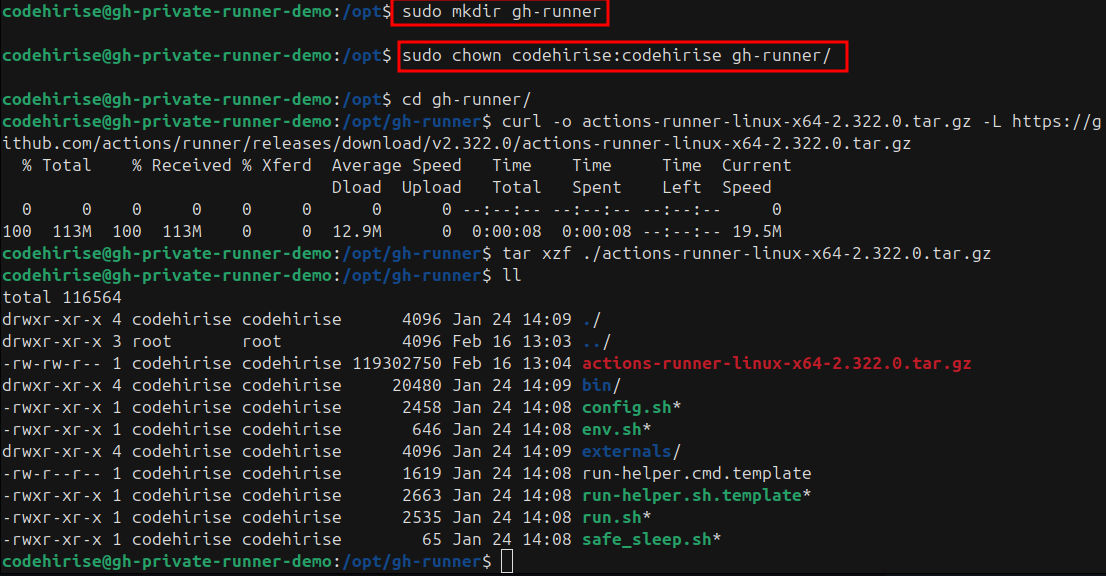 codehirise@gh-private-runner-demo:/opt$ sudo mkdir gh-runner
codehirise@gh-private-runner-demo:/opt$ sudo chown codehirise:codehirise gh-runner/
codehirise@gh-private-runner-demo:/opt$ cd gh-runner/
codehirise@gh-private-runner-demo:/opt/gh-runner$ curl -o actions-runner-linux-x64-2.322.0.tar.gz -L https://g
ithub.com/actions/runner/releases/download/v2.322.0/actions-runner-linux-x64-2.322.0.tar.gz
  % Total    % Received % Xferd  Average Speed   Time    Time     Time  Current
                                 Dload  Upload   Total   Spent    Left  Speed
  0     0    0     0    0     0      0      0 --:--:-- --:--:-- --:--:--     0
100  113M  100  113M    0     0  12.9M      0  0:00:08  0:00:08 --:--:-- 19.5M
codehirise@gh-private-runner-demo:/opt/gh-runner$ tar xzf ./actions-runner-linux-x64-2.322.0.tar.gz
codehirise@gh-private-runner-demo:/opt/gh-runner$ ll
total 116564
drwxr-xr-x 4 codehirise codehirise      4096 Jan 24 14:09 ./
drwxr-xr-x 3 root       root            4096 Feb 16 13:03 ../
-rw-rw-r-- 1 codehirise codehirise 119302750 Feb 16 13:04 actions-runner-linux-x64-2.322.0.tar.gz
drwxr-xr-x 4 codehirise codehirise     20480 Jan 24 14:09 bin/
-rwxr-xr-x 1 codehirise codehirise      2458 Jan 24 14:08 config.sh*
-rwxr-xr-x 1 codehirise codehirise       646 Jan 24 14:08 env.sh*
drwxr-xr-x 4 codehirise codehirise      4096 Jan 24 14:09 externals/
-rw-r--r-- 1 codehirise codehirise      1619 Jan 24 14:08 run-helper.cmd.template
-rwxr-xr-x 1 codehirise codehirise      2663 Jan 24 14:08 run-helper.sh.template*
-rwxr-xr-x 1 codehirise codehirise      2535 Jan 24 14:08 run.sh*
-rwxr-xr-x 1 codehirise codehirise        65 Jan 24 14:08 safe_sleep.sh*
codehirise@gh-private-runner-demo:/opt/gh-runner$